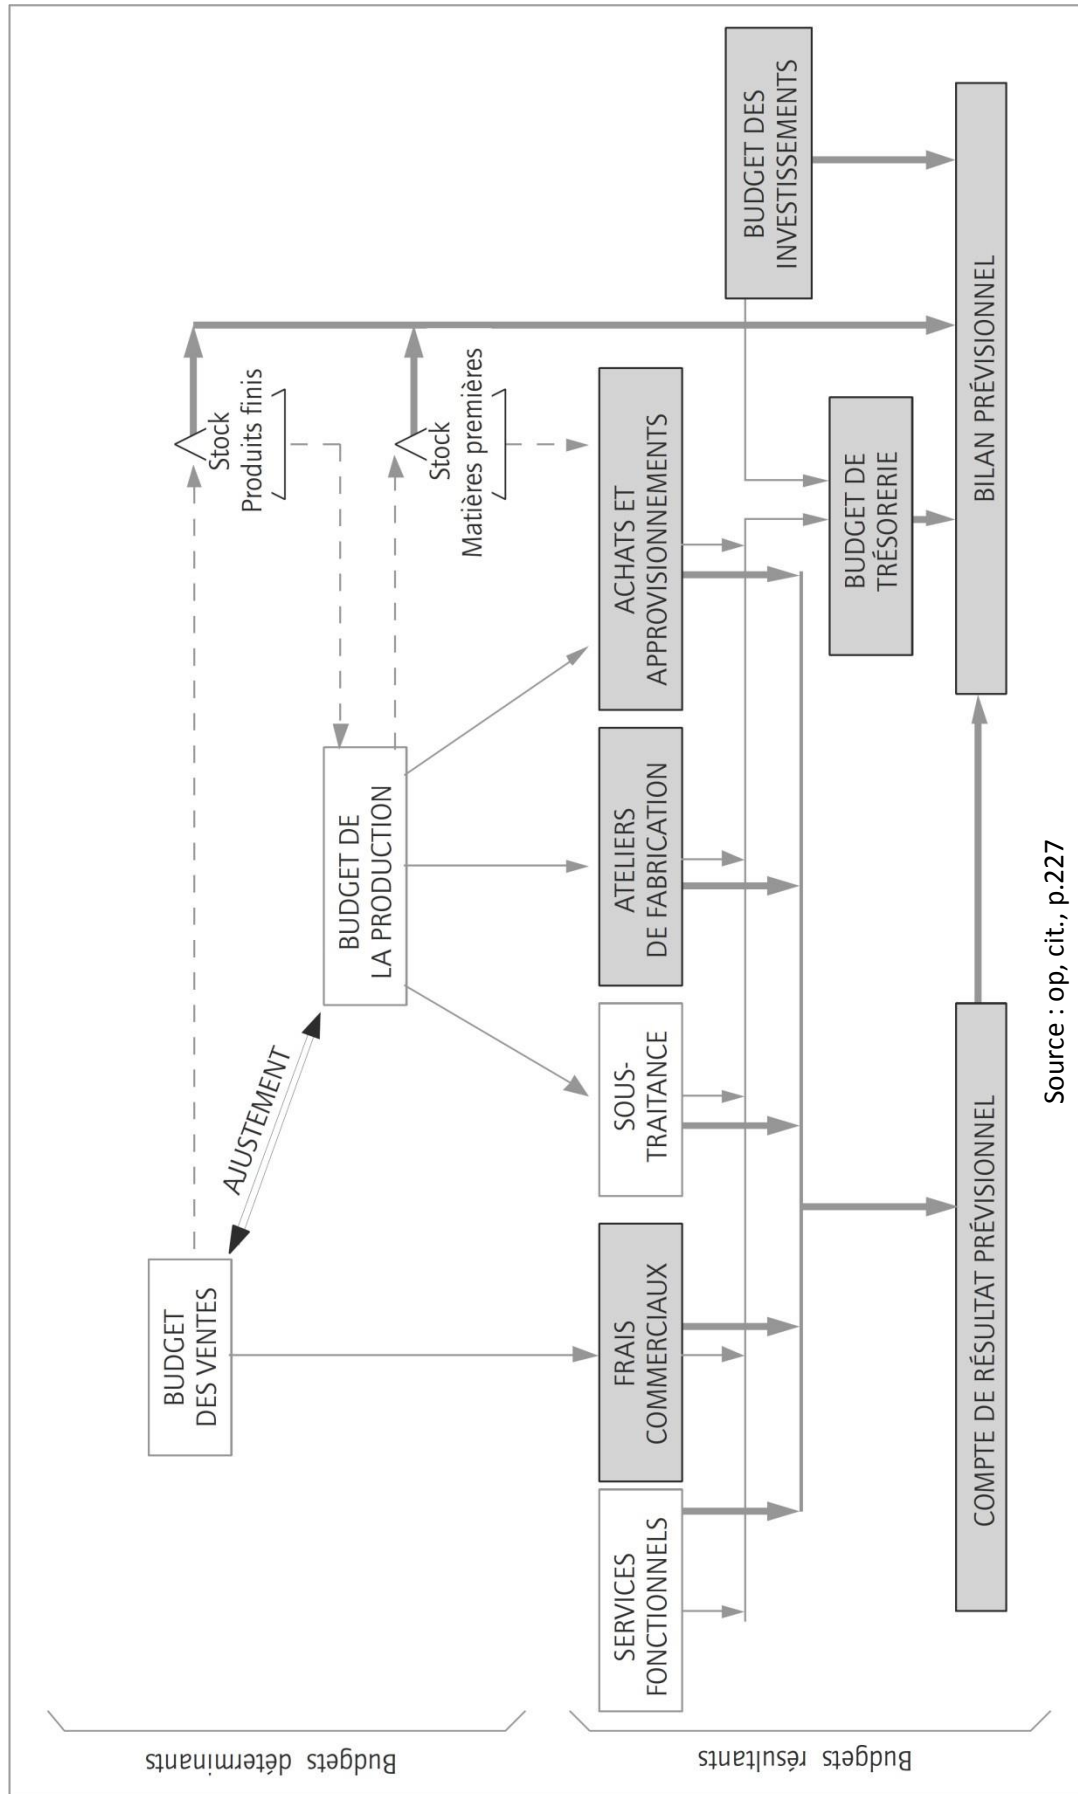 Budgets déterminants
BUDGET
DES VENTES
AJUSTEMENT
BUDGET DE
LA PRODUCTION
Stock
Produits finis
Stock
Matières premières
Budgets résultants
SERVICES
FONCTIONNELS
FRAIS
COMMERCIAUX
SOUS-
TRAITANCE
ATELIERS
DE FABRICATION
ACHATS ET
APPROVISIONNEMENTS
BUDGET DES
INVESTISSEMENTS
BUDGET DE
TRÉSORERIE
COMPTE DE RÉSULTAT PRÉVISIONNEL
BILAN PRÉVISIONNEL
Source : op, cit., p.227